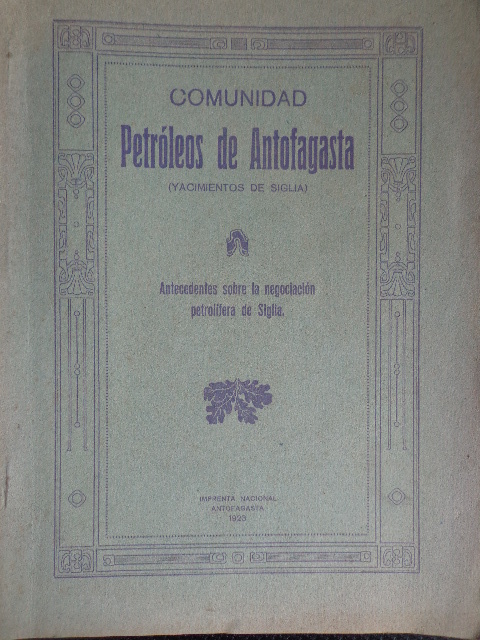 COMUNIDAD
Petróleos de Antofagasta
(YACIMIENTOS DE SIGLIA)
Antecedentes sobre la negociación
petrolífera de Siglia.
IMPRENTA NACIONAL
ANTOFAGASTA
1923